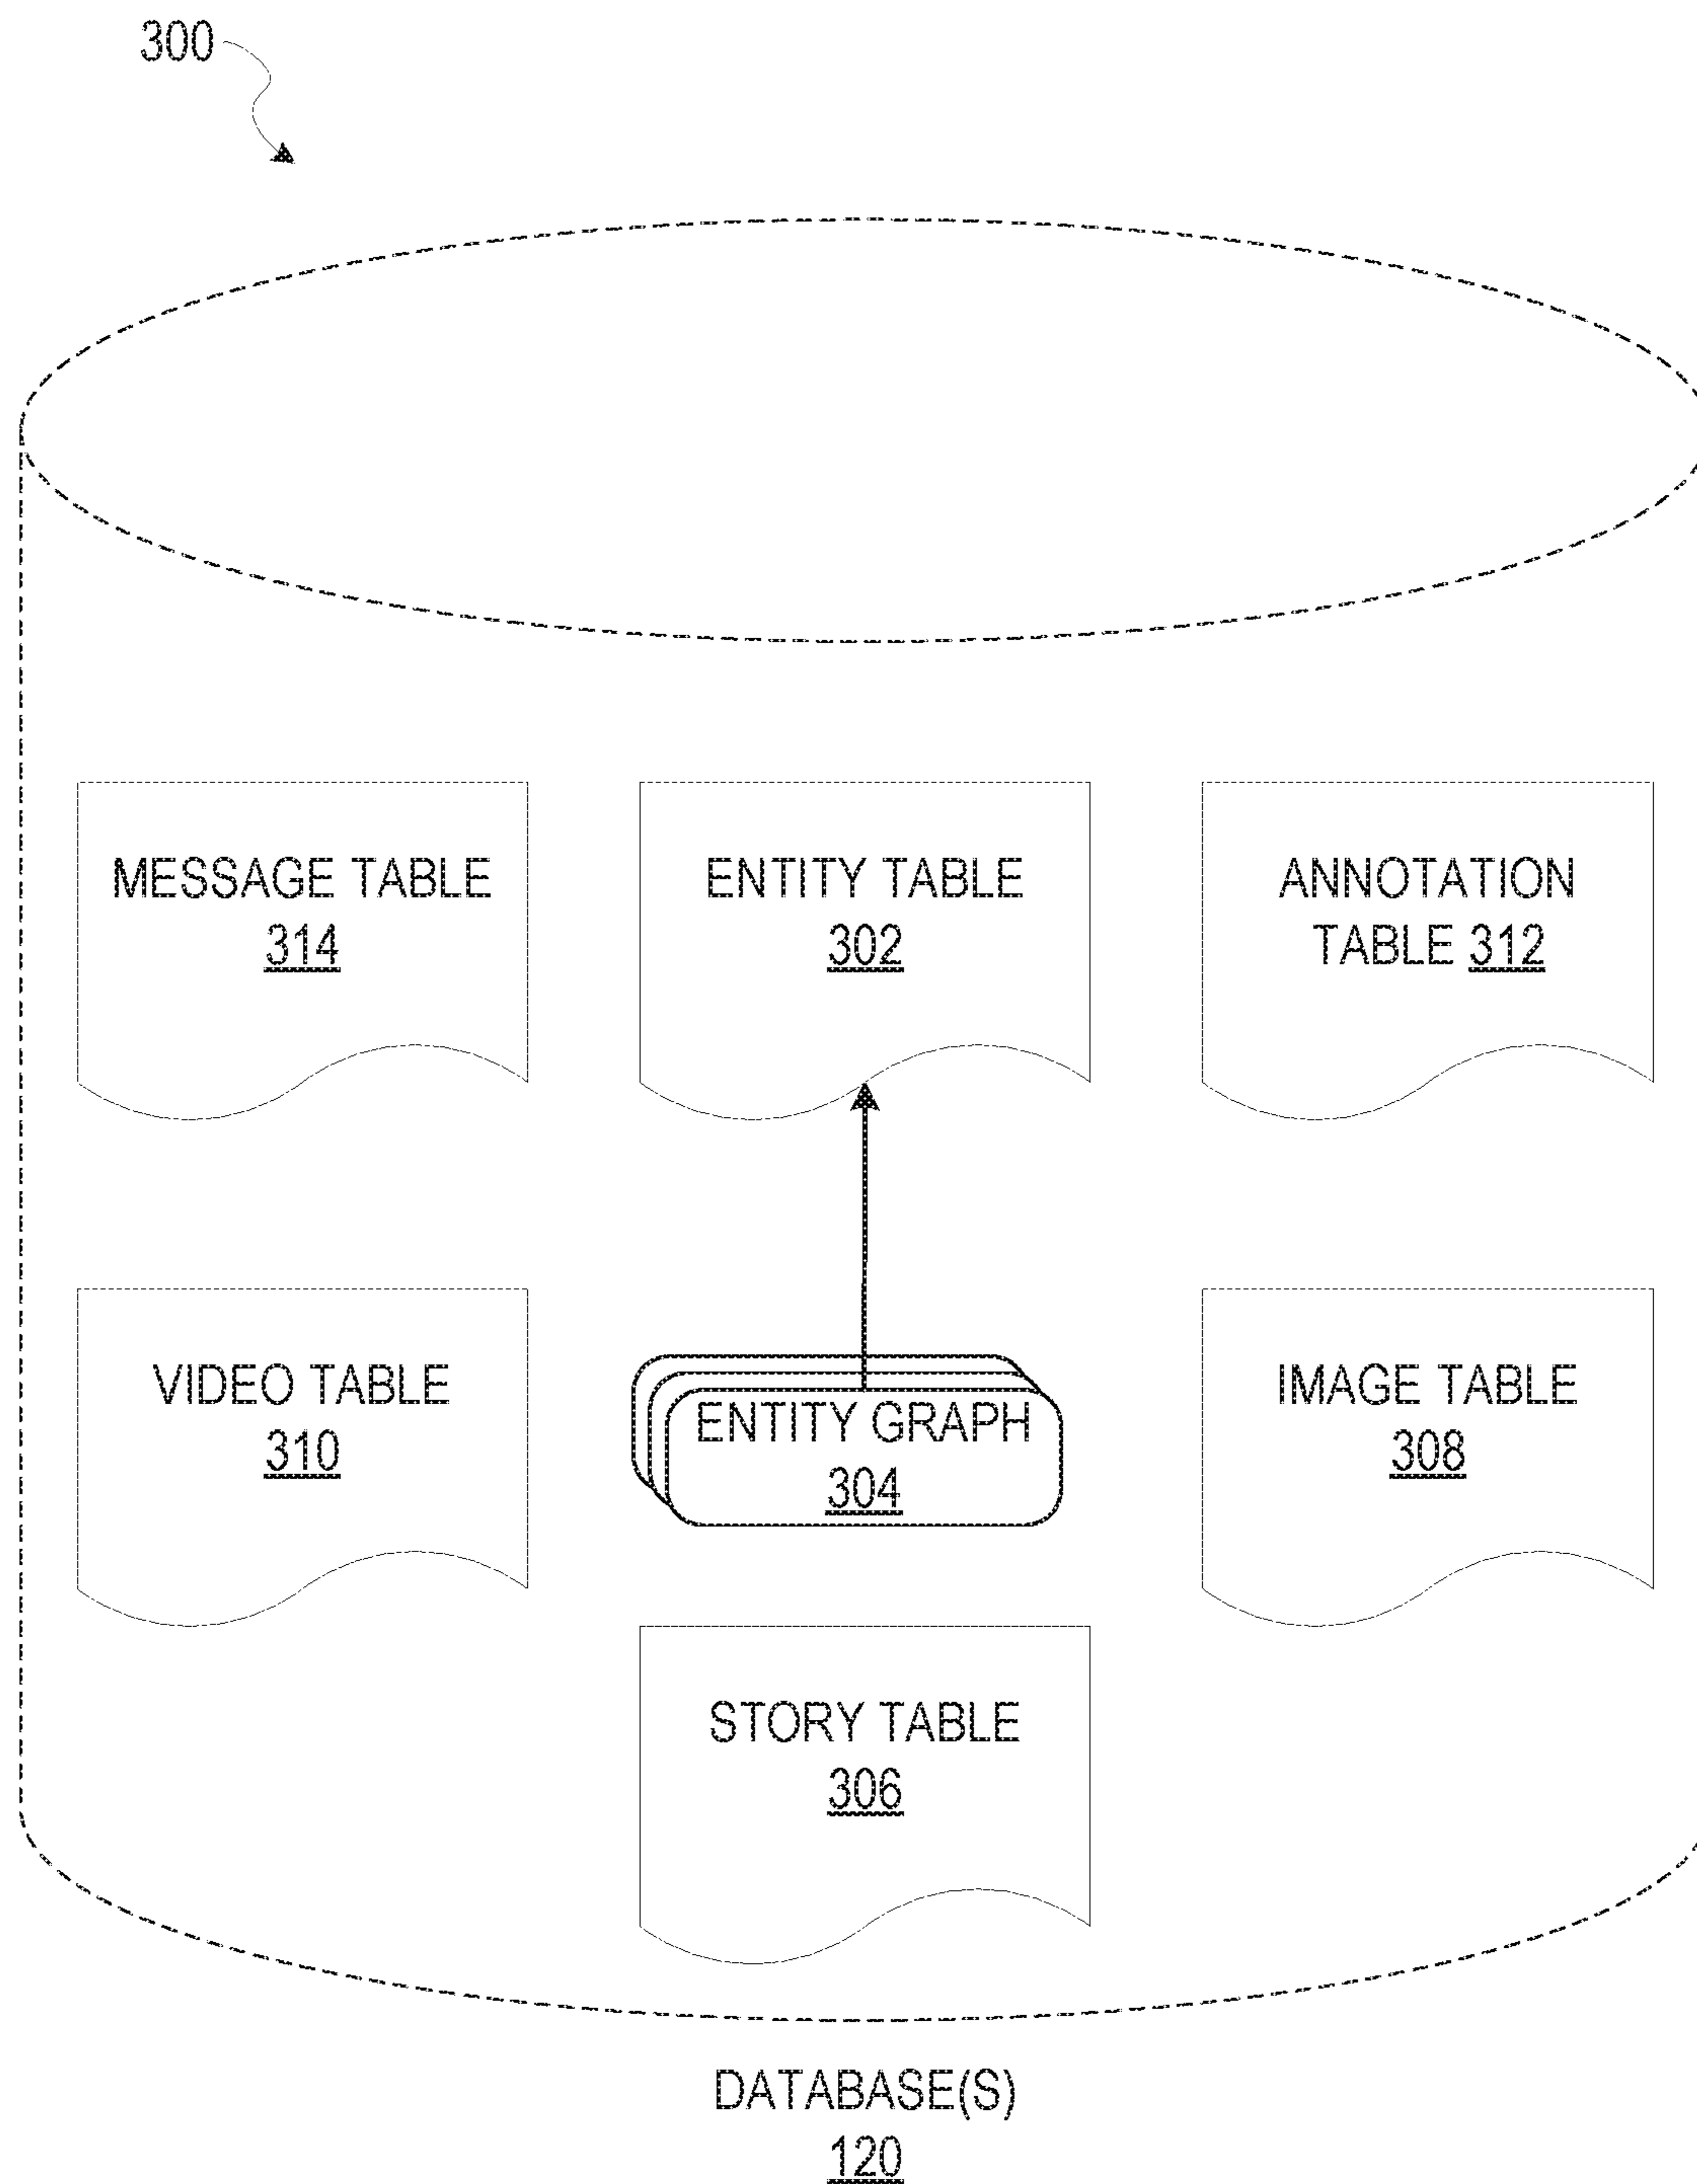 300
MESSAGE TABLE
314
ENTITY TABLE
302
ANNOTATION
TABLE 312
VIDEO TABLE
310
ENTITY GRAPH
304
IMAGE TABLE
308
STORY TABLE
306
DATABASE(S)
120